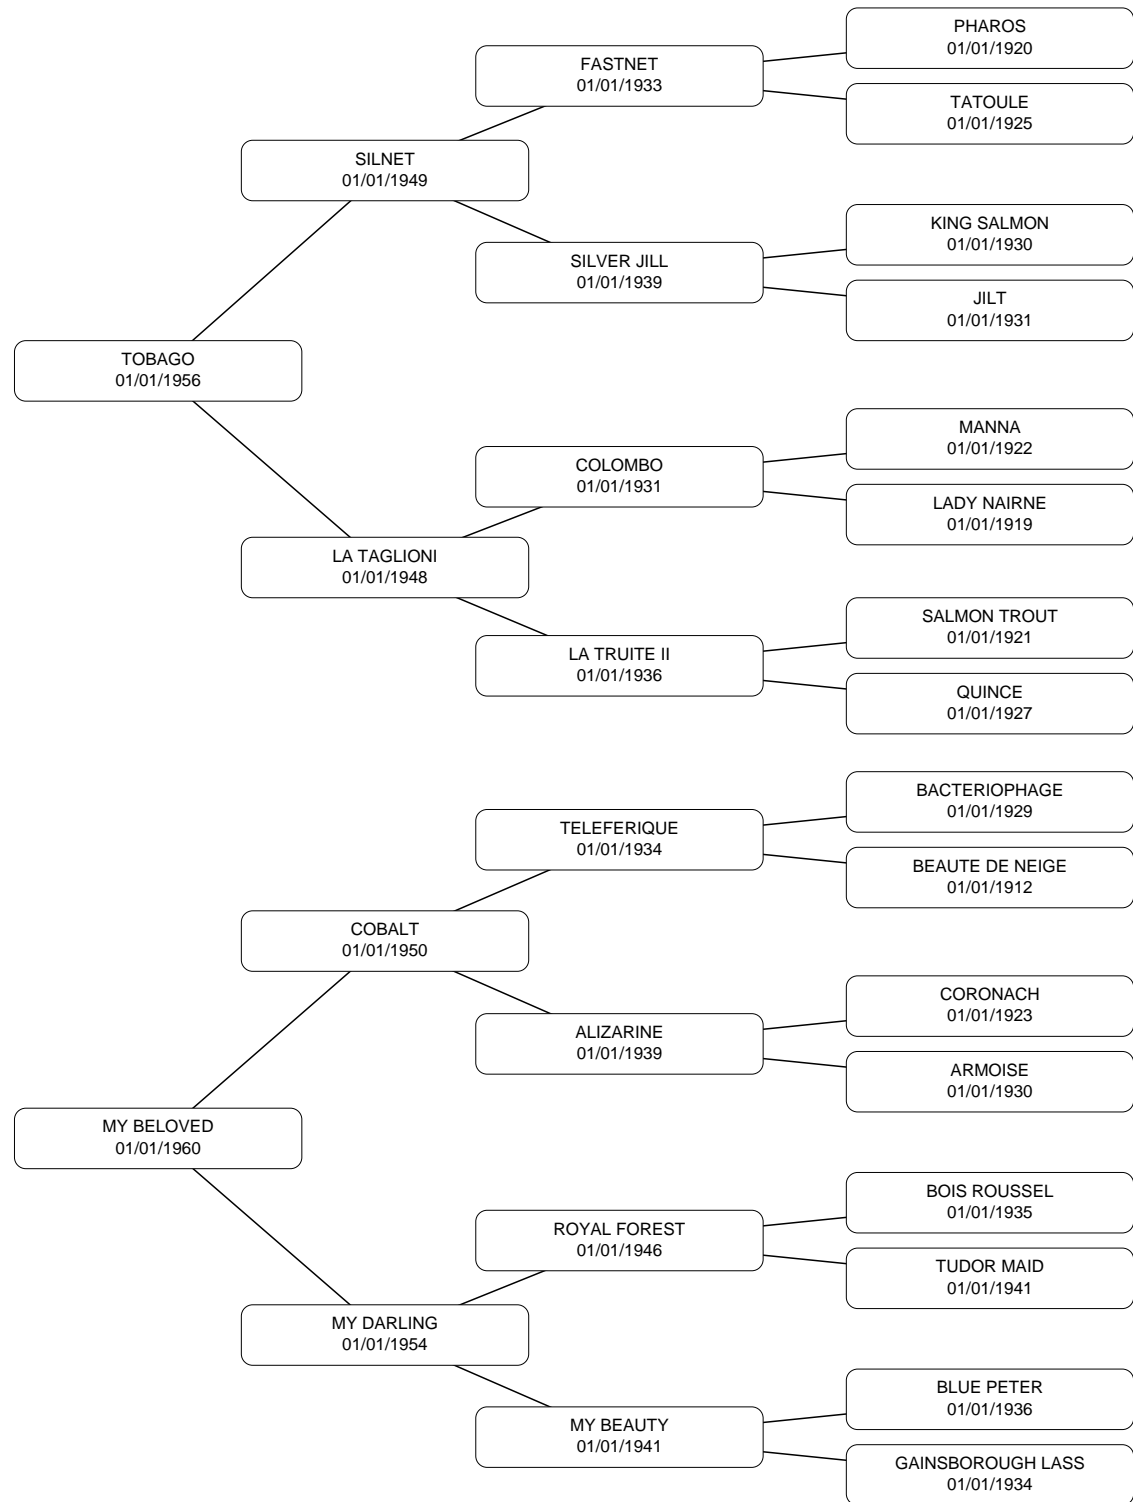 PHAROS
01/01/1920
FASTNET
01/01/1933
TATOULE
01/01/1925
SILNET
01/01/1949
KING SALMON
01/01/1930
SILVER JILL
01/01/1939
JILT
01/01/1931
TOBAGO
01/01/1956
MANNA
01/01/1922
COLOMBO
01/01/1931
LADY NAIRNE
01/01/1919
LA TAGLIONI
01/01/1948
SALMON TROUT
01/01/1921
LA TRUITE II
01/01/1936
QUINCE
01/01/1927
BACTERIOPHAGE
01/01/1929
TELEFERIQUE
01/01/1934
BEAUTE DE NEIGE
01/01/1912
COBALT
01/01/1950
CORONACH
01/01/1923
ALIZARINE
01/01/1939
ARMOISE
01/01/1930
MY BELOVED
01/01/1960
BOIS ROUSSEL
01/01/1935
ROYAL FOREST
01/01/1946
TUDOR MAID
01/01/1941
MY DARLING
01/01/1954
BLUE PETER
01/01/1936
MY BEAUTY
01/01/1941
GAINSBOROUGH LASS
01/01/1934